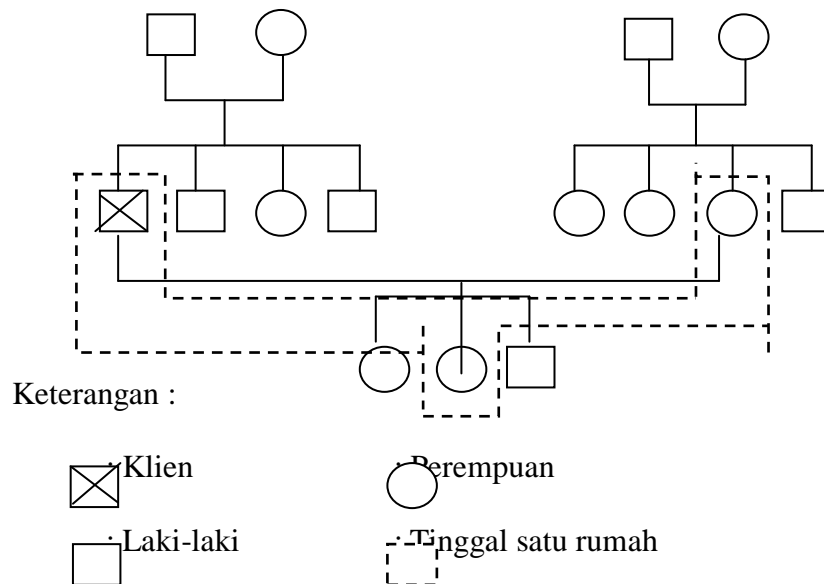 Keterangan :
: Klien : Perempuan
: Laki-laki : Tinggal satu rumah